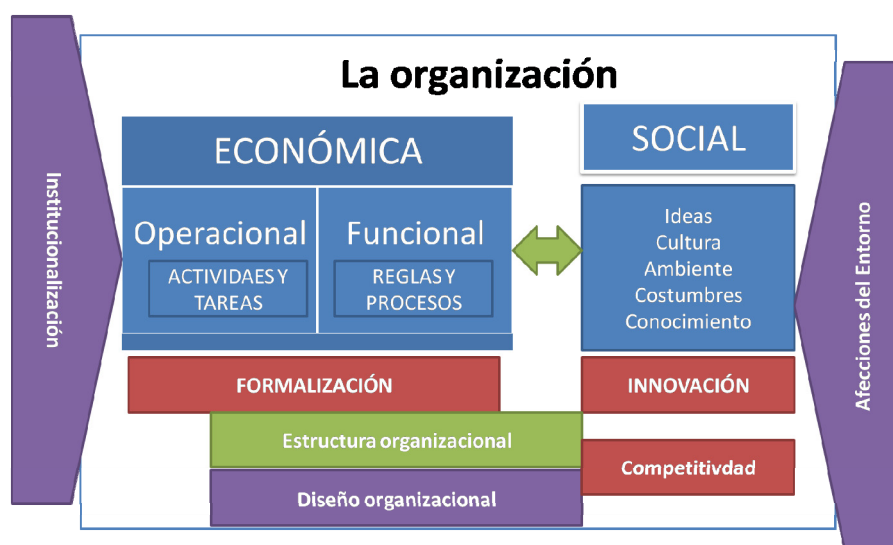 La organización
Institucionalización
ECONÓMICA
Operacional
ACTIVIDAES Y
TAREAS
Funcional
REGLAS Y
PROCESOS
SOCIAL
Ideas
Cultura
Ambiente
Costumbres
Conocimiento
Afecciones del Entorno
FORMALIZACIÓN
INNOVACIÓN
Estructura organizacional
Competitivdad
Diseño organizacional